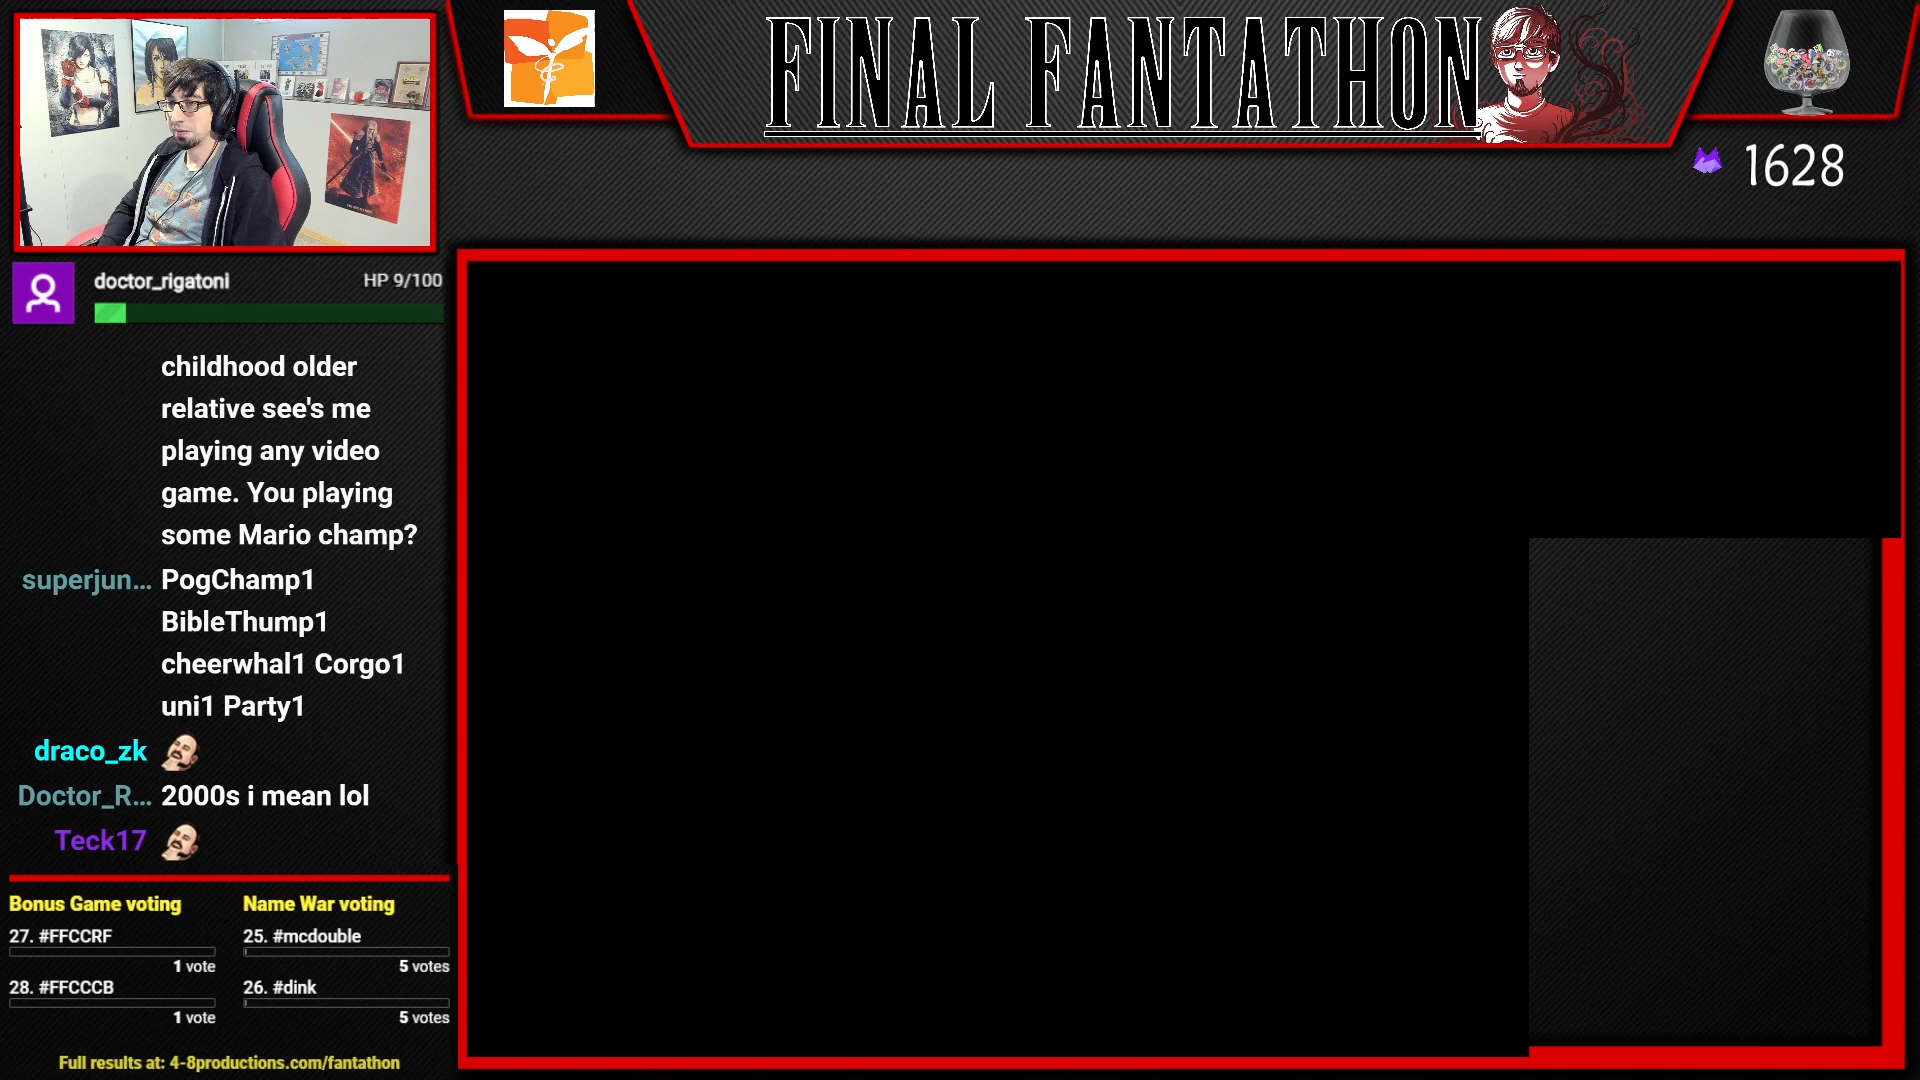 FINAL FANTATHON
1628
doctor_rigatoni HP 9/100
childhood older
relative see's me
playing any video
game. You playing
some Mario champ?
superjun... PogChamp1
BibleThump1
cheerwhal1 Corgo1
uni1 Party1
draco_zk
Doctor_R... 2000s i mean lol
Teck17
Bonus Game voting
27. #FFCCRF
1 vote
28. #FFCCCB
1 vote
Name War voting
25. #mcdouble
5 votes
26. #dink
5 votes
Full results at: 4-8productions.com/fantathon